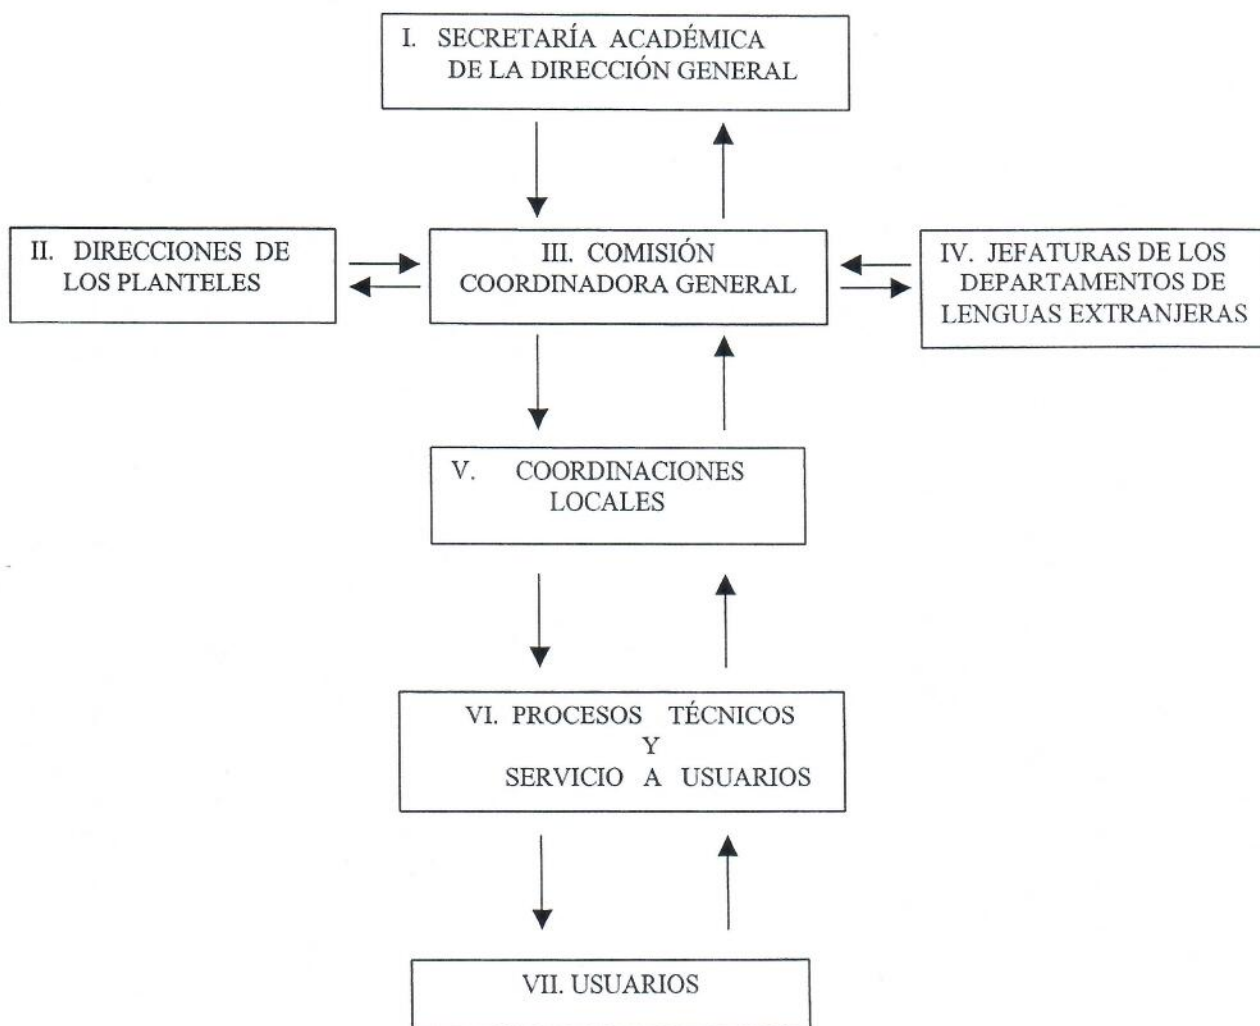 I. SECRETARÍA ACADÉMICA
DE LA DIRECCIÓN GENERAL
II. DIRECCIONES DE
LOS PLANTELES
III. COMISIÓN
COORDINADORA GENERAL
IV. JEFATURAS DE LOS
DEPARTAMENTOS DE
LENGUAS EXTRANJERAS
V. COORDINACIONES
LOCALES
VI. PROCESOS TÉCNICOS
Y
SERVICIO A USUARIOS
VII. USUARIOS